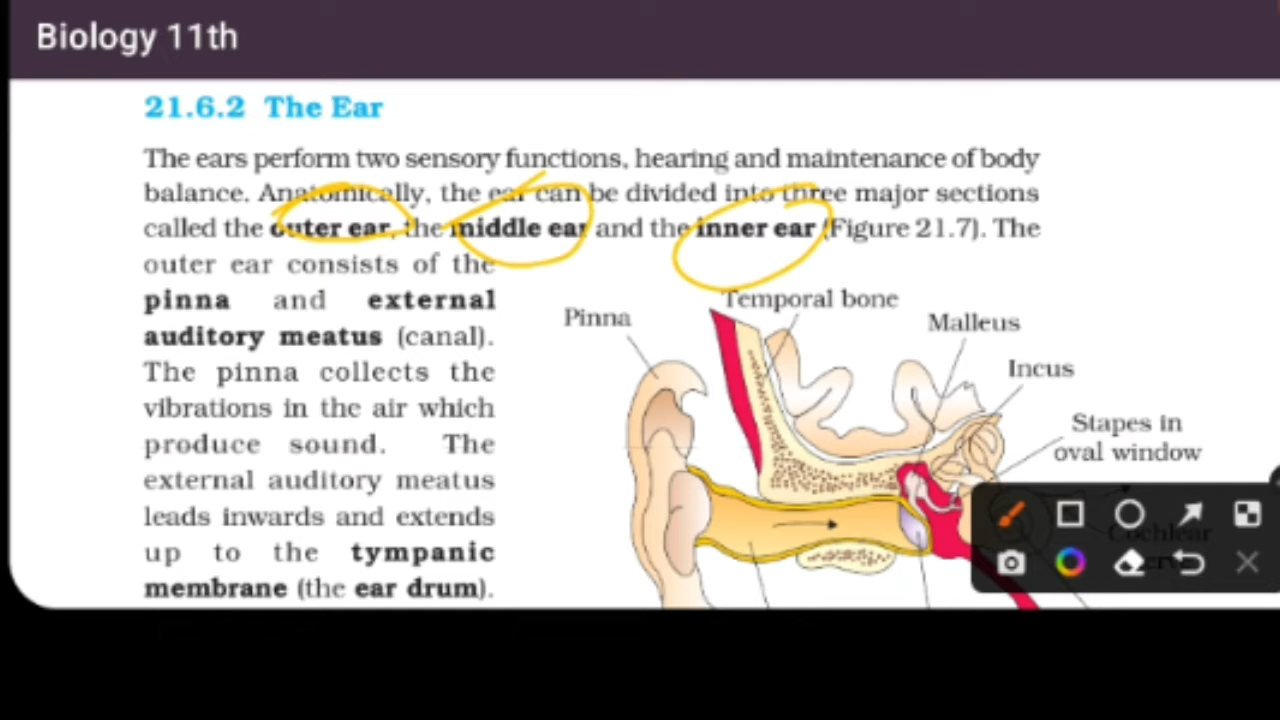 Biology 11th
21.6.2 The Ear
The ears perform two sensory functions, hearing and maintenance of body
balance. Anatomically, the ear can be divided into three major sections
called the outer ear, the middle ear and the inner ear (Figure 21.7). The
outer ear consists of the
pinna and external
auditory meatus (canal).
The pinna collects the
vibrations in the air which
produce sound. The
external auditory meatus
leads inwards and extends
up to the tympanic
membrane (the ear drum).
Temporal bone
Pinna
Malleus
Incus
Stapes in
oval window
Cochlear